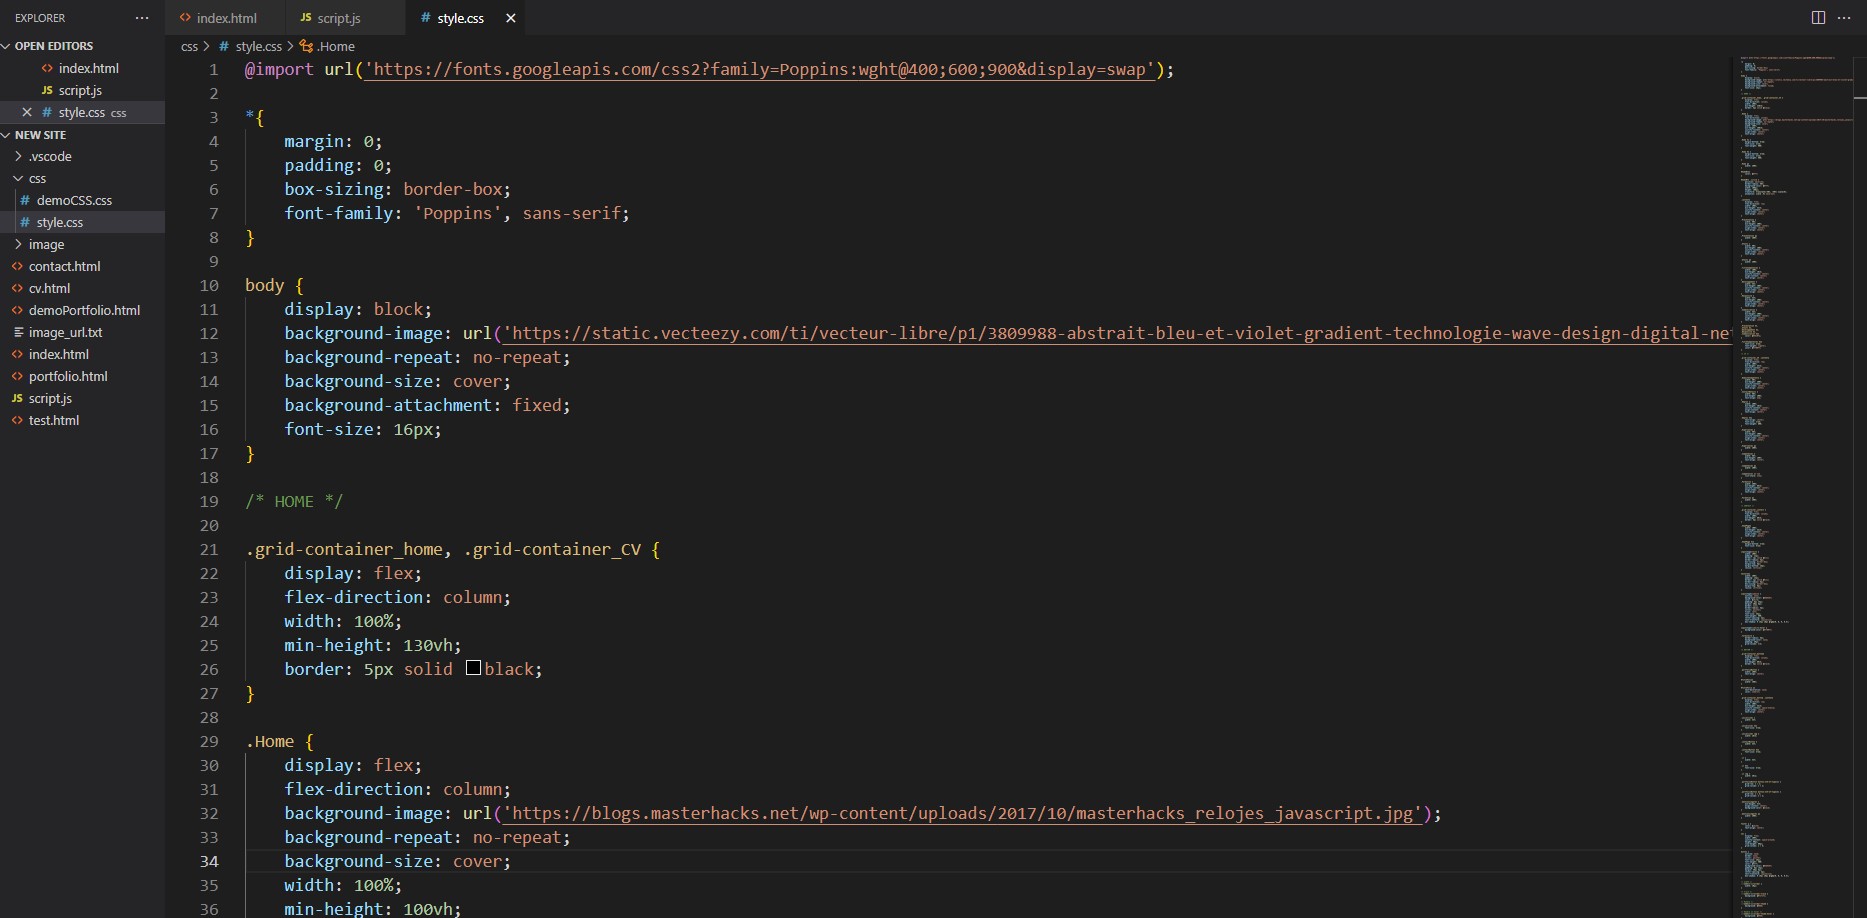 EXPLORER
OPEN EDITORS
index.html
JS script.js
# style.css css
NEW SITE
.vscode
css
# demoCSS.css
# style.css
image
contact.html
cv.html
demoPortfolio.html
image_url.txt
index.html
portfolio.html
JS script.js
test.html
index.html JS script.js # style.css
css > # style.css > .Home
1 @import url('https://fonts.googleapis.com/css2?family=Poppins:wght@400;600;900&display=swap');
2
3 *{
4 margin: 0;
5 padding: 0;
6 box-sizing: border-box;
7 font-family: 'Poppins', sans-serif;
8 }
9
10 body {
11 display: block;
12 background-image: url('https://static.vecteezy.com/ti/vecteur-libre/p1/3809988-abstrait-bleu-et-violet-gradient-technologie-wave-design-digital-ne
13 background-repeat: no-repeat;
14 background-size: cover;
15 background-attachment: fixed;
16 font-size: 16px;
17 }
18
19 /* HOME */
20
21 .grid-container_home, .grid-container_CV {
22 display: flex;
23 flex-direction: column;
24 width: 100%;
25 min-height: 130vh;
26 border: 5px solid black;
27 }
28
29 .Home {
30 display: flex;
31 flex-direction: column;
32 background-image: url('https://blogs.masterhacks.net/wp-content/uploads/2017/10/masterhacks_relojes_javascript.jpg');
33 background-repeat: no-repeat;
34 background-size: cover;
35 width: 100%;
36 min-height: 100vh;